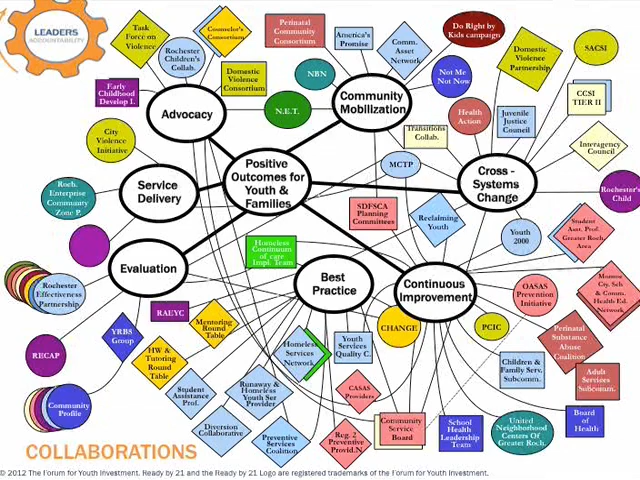 LEADERS
ACCOUNTABILITY
Task
Force on
Violence
Rochester
Children's
Collab.
Counselor's
Consortium
Perinatal
Community
Consortium
America's
Promise
Comm.
Asset
Network
Do Right by
Kids campaign
Domestic
Violence
Partnership
SACSI
Early
Childhood
Develop I.
Domestic
Violence
Consortium
NBN
Not Me
Not Now
CCSI
TIER II
Advocacy
N.E.T.
Community
Mobilization
Health
Action
Juvenile
Justice
Council
City
Violence
Initiative
Transitions
Collab.
Interagency
Council
Positive
Outcomes for
Youth &
Families
MCTP
Cross -
Systems
Change
Roch.
Enterprise
Community
Zone P.
Service
Delivery
Rochester's
Child
SDFSCA
Planning
Committees
Reclaiming
Youth
Youth
2000
Student
Asst. Prof.
Greater Roch.
Area
Homeless
Continuum
of care
Impl. Team
Evaluation
Best
Practice
Continuous
Improvement
Rochester
Effectiveness
Partnership
OASAS
Prevention
Initiative
Monroe
Cty. Sch
& Comm.
Health Ed.
Network
RAEYC
YRBS
Group
Mentoring
Round
Table
CHANGE
PCIC
Perinatal
Substance
Abuse
Coalition
RECAP
HW &
Tutoring
Round
Table
Homeless
Services
Network
Youth
Services
Quality C.
Children &
Family Serv.
Subcomm.
Adult
Services
Subcomm.
Student
Assistance
Prof.
Runaway &
Homeless
Youth Ser
Provider
CASAS
Providers
Community
Profile
Diversion
Collaborative
Preventive
Services
Coalition
Reg. 2
Preventive
Provid.N
Community
Service
Board
School
Health
Leadership
Team
United
Neighborhood
Centers Of
Greater Roch.
Board
of Health
COLLABORATIONS
© 2012 The Forum for Youth Investment. Ready by 21 and the Ready by 21 Logo are registered trademarks of the Forum for Youth Investment.